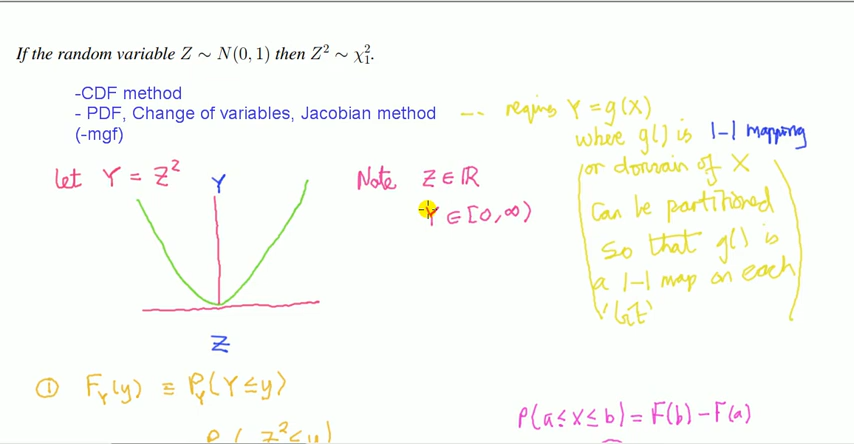 If the random variable Z ∼ N(0, 1) then Z² ∼ χ²₁.
-CDF method
- PDF, Change of variables, Jacobian method
(-mgf)
-- requires Y = g(X)
where g() is 1-1 mapping
(or domain of X
can be partitioned
so that g() is
a 1-1 map on each
'bit')
Let Y = Z²
Note Z ∈ ℝ
Y ∈ [0, ∞)
Y
Z
① F_Y(y) ≡ P_Y(Y ≤ y)
P( Z² ≤ y)
P(a ≤ X ≤ b) = F(b) - F(a)